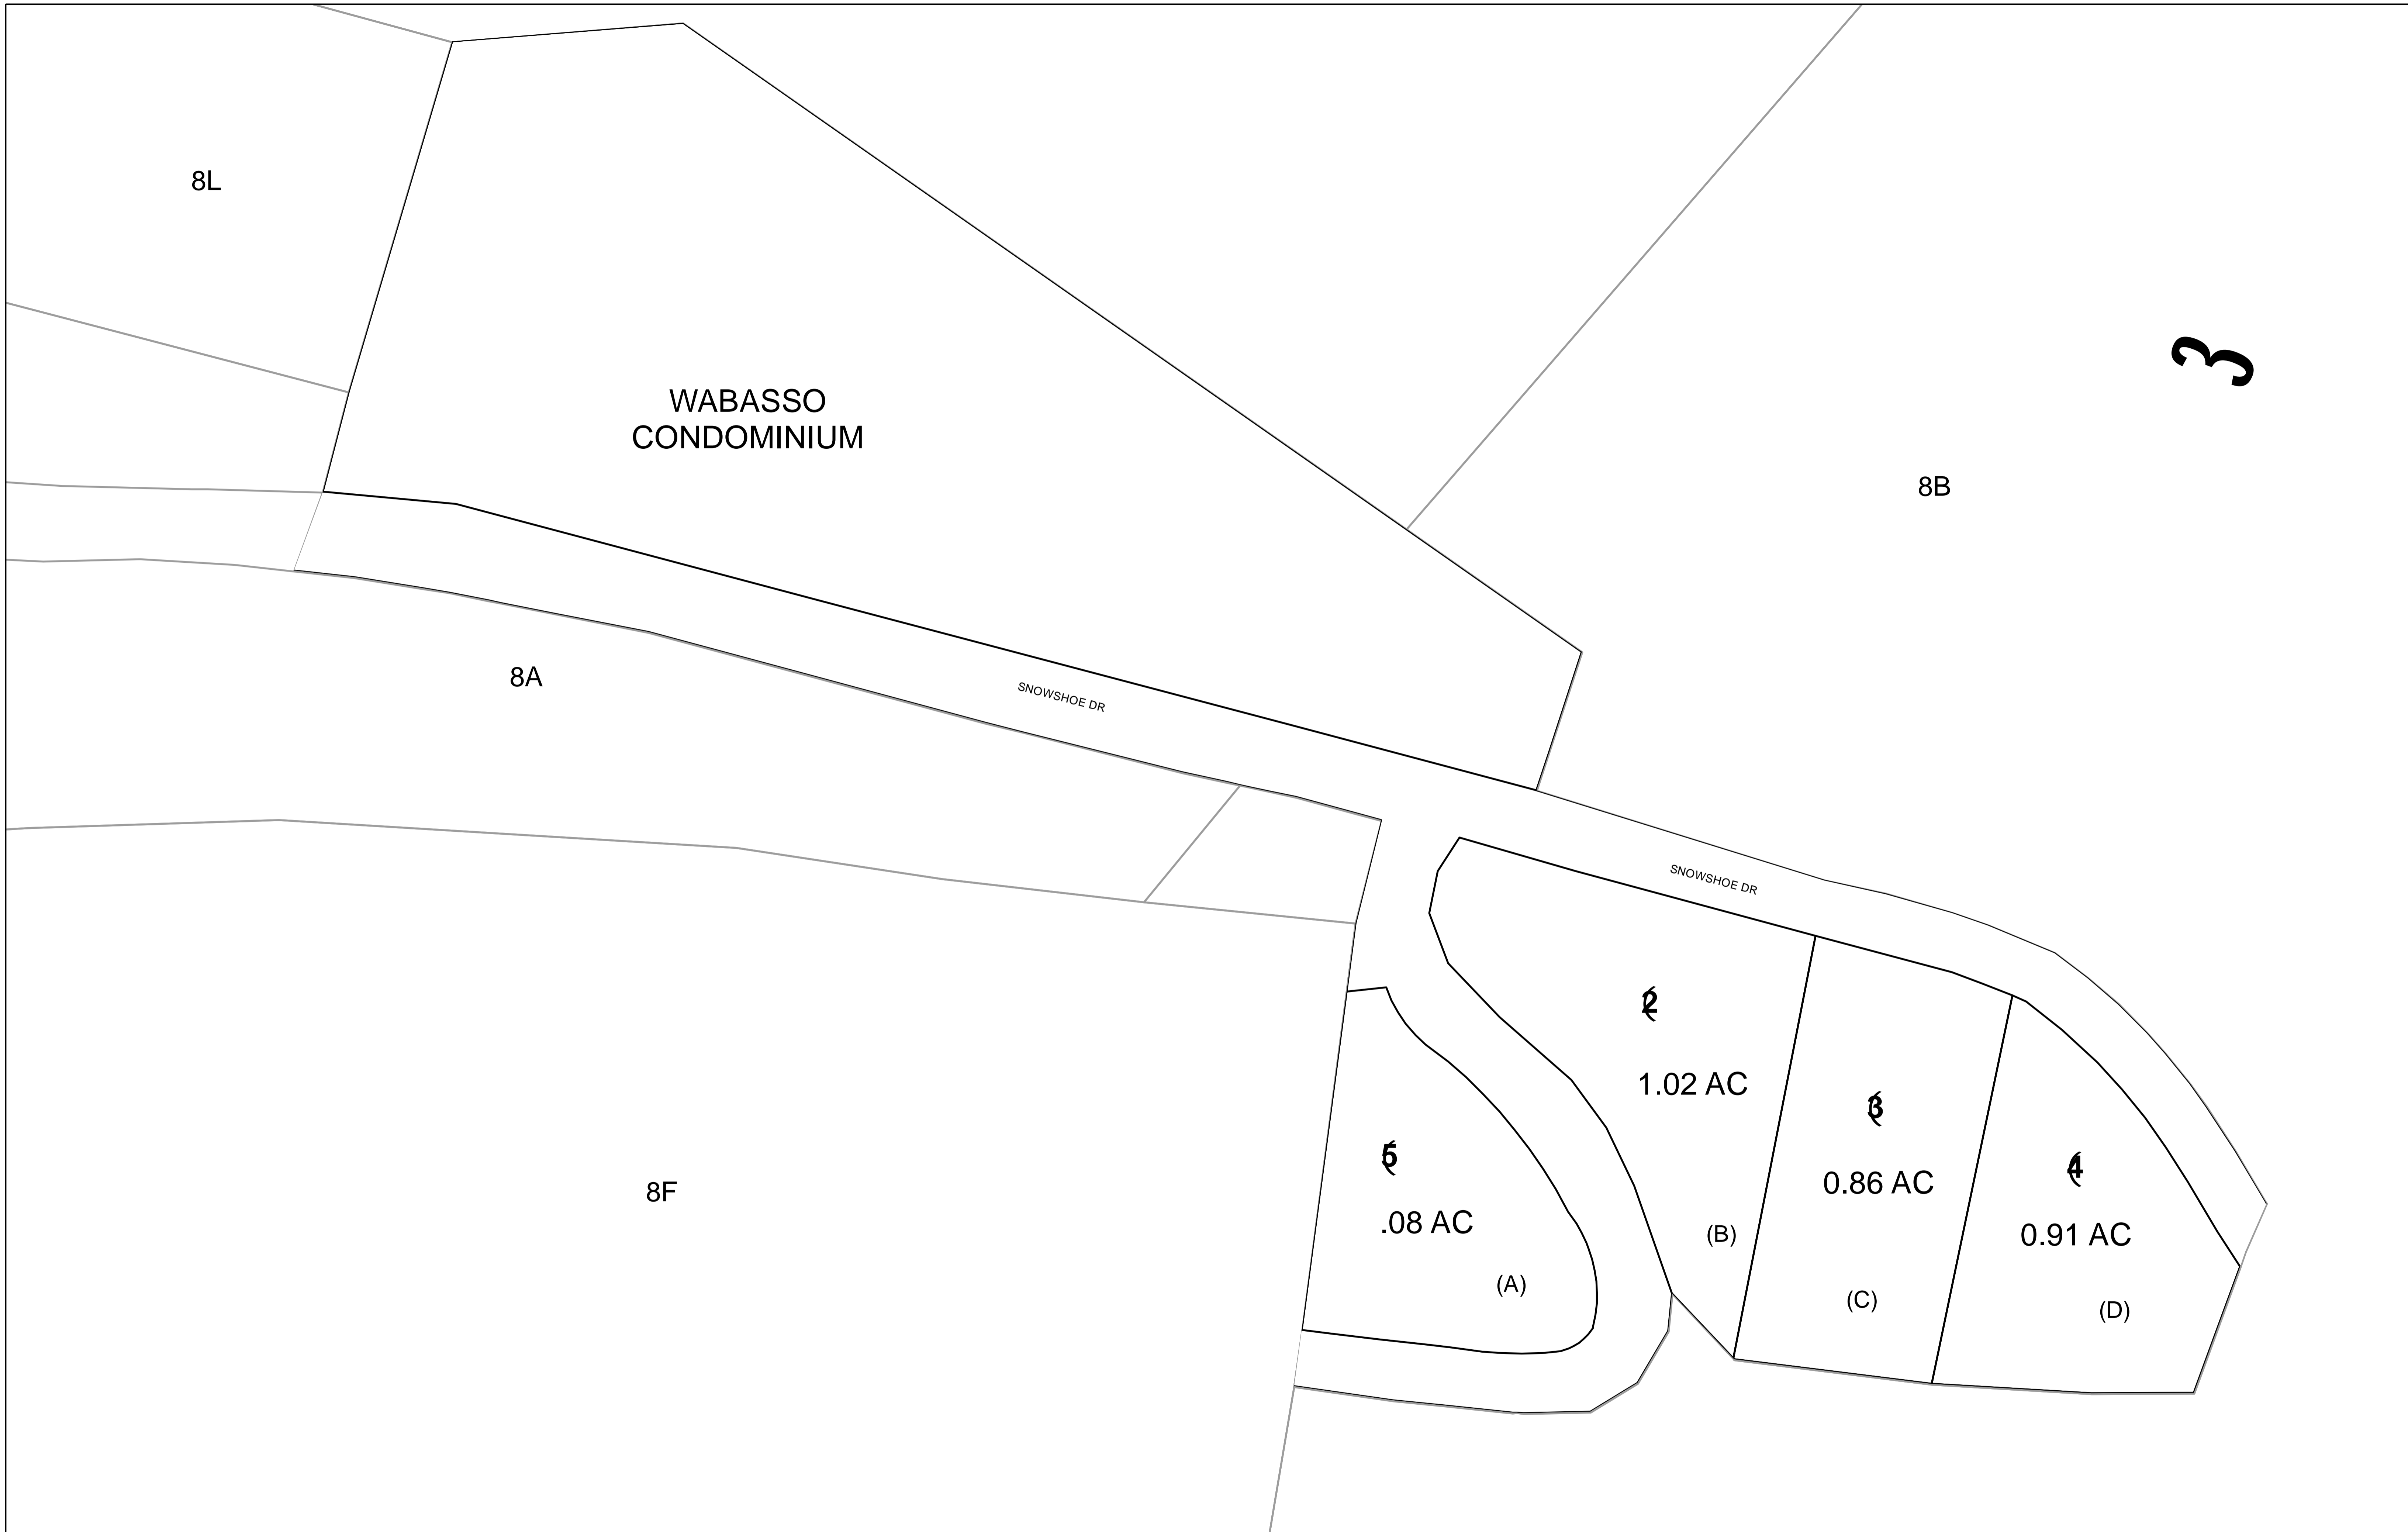 8L
WABASSO
CONDOMINIUM
3
8B
8A
SNOWSHOE DR
SNOWSHOE DR
2
1.02 AC
(B)
3
0.86 AC
(C)
4
0.91 AC
(D)
5
.08 AC
(A)
8F